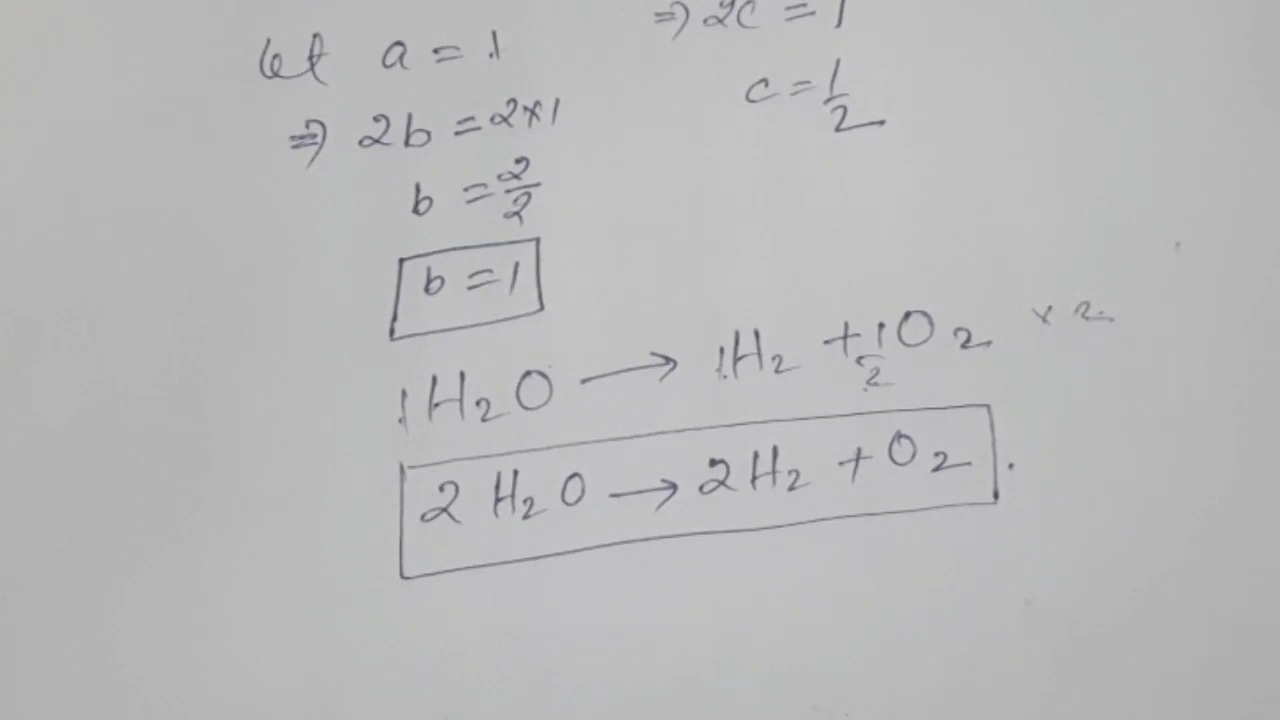 ⇒ 2c = 1
let a = 1
c = 1/2
⇒ 2b = 2×1
b = 2/2
b = 1
1H₂O → 1H₂ + 1/2 O₂ × 2
2H₂O → 2H₂ + O₂.